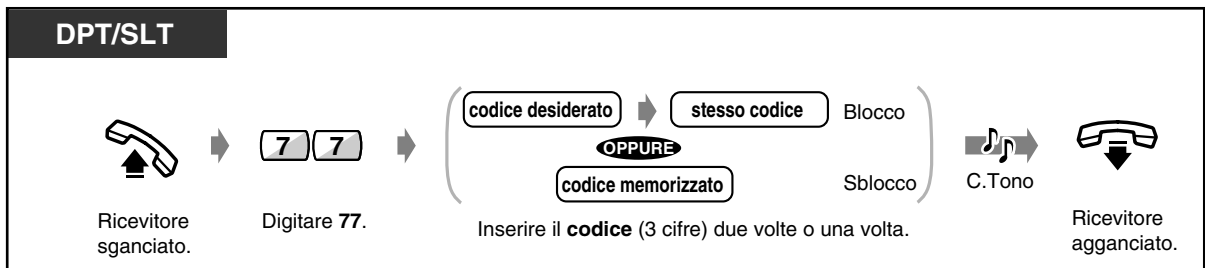 DPT/SLT
codice desiderato stesso codice Blocco
OPPURE
codice memorizzato Sblocco
7 7
C.Tono
Ricevitore
sganciato.
Digitare 77.
Inserire il codice (3 cifre) due volte o una volta.
Ricevitore
agganciato.